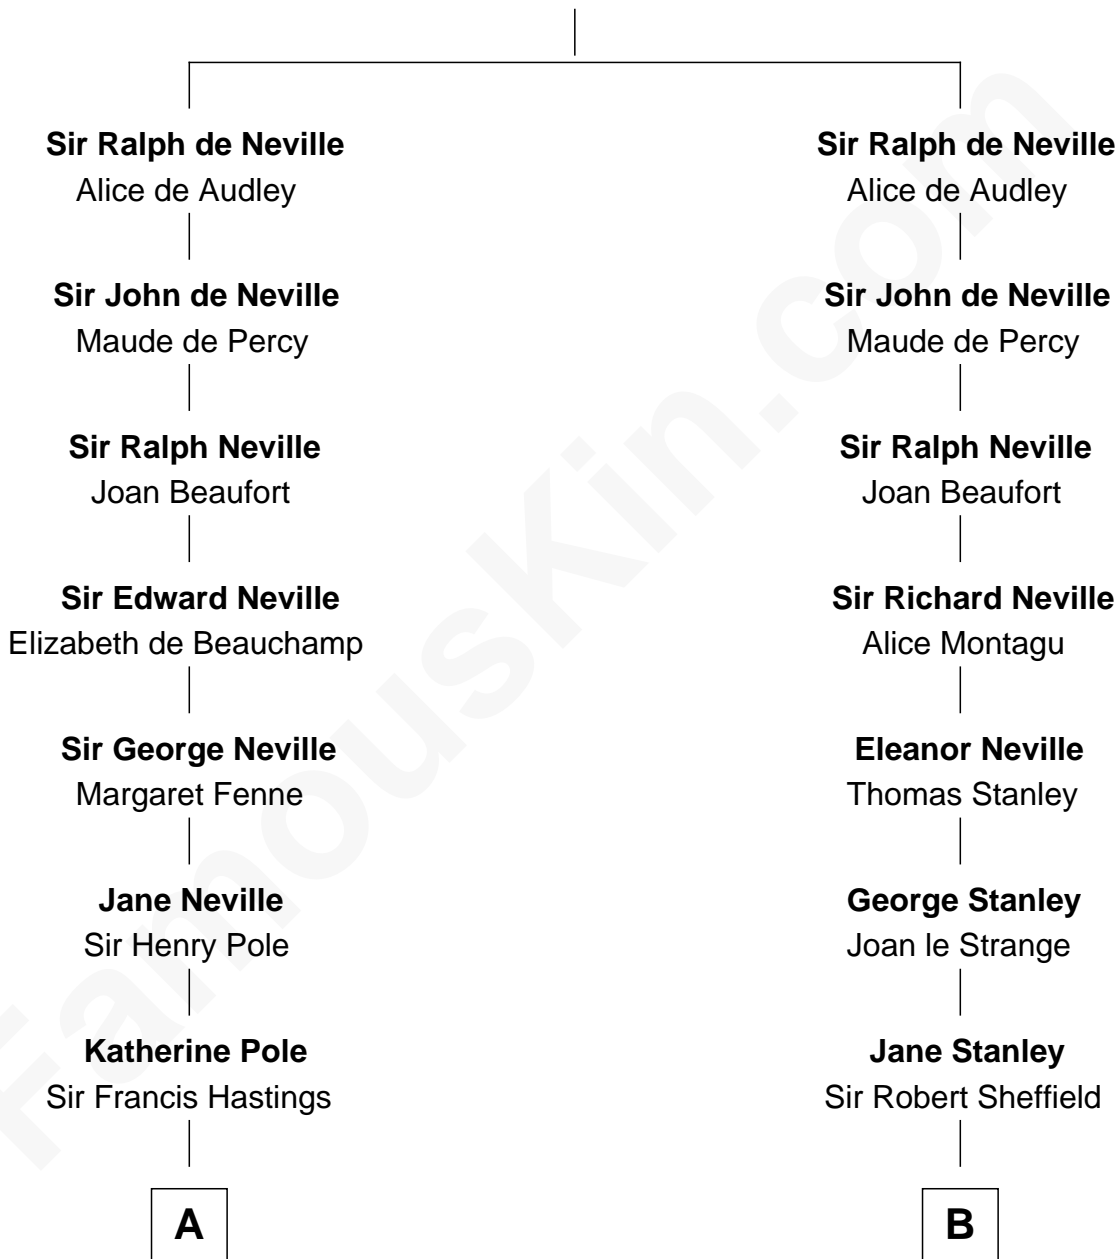 Sir Ralph de Neville
Alice de Audley
Sir John de Neville
Maude de Percy
Sir Ralph Neville
Joan Beaufort
Sir Edward Neville
Elizabeth de Beauchamp
Sir George Neville
Margaret Fenne
Jane Neville
Sir Henry Pole
Katherine Pole
Sir Francis Hastings
A
Sir Ralph de Neville
Alice de Audley
Sir John de Neville
Maude de Percy
Sir Ralph Neville
Joan Beaufort
Sir Richard Neville
Alice Montagu
Eleanor Neville
Thomas Stanley
George Stanley
Joan le Strange
Jane Stanley
Sir Robert Sheffield
B
FamousKin.com